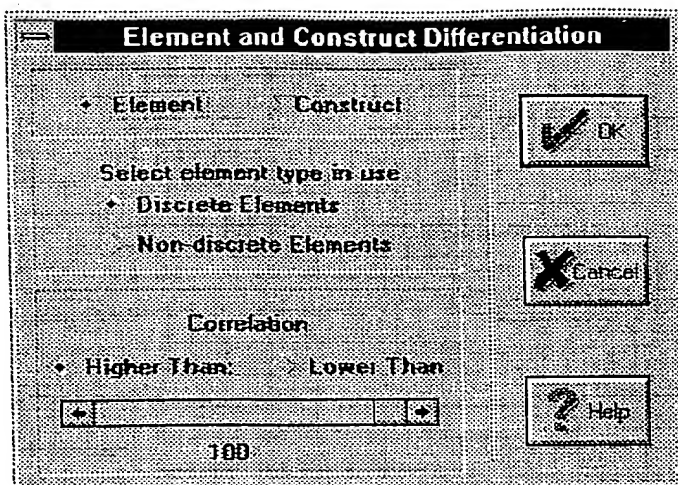 Element and Construct Differentiation
Element Construct
OK
Select element type in use
Discrete Elements
Non-discrete Elements
Cancel
Correlation
Higher Than: Lower Than
100
Help